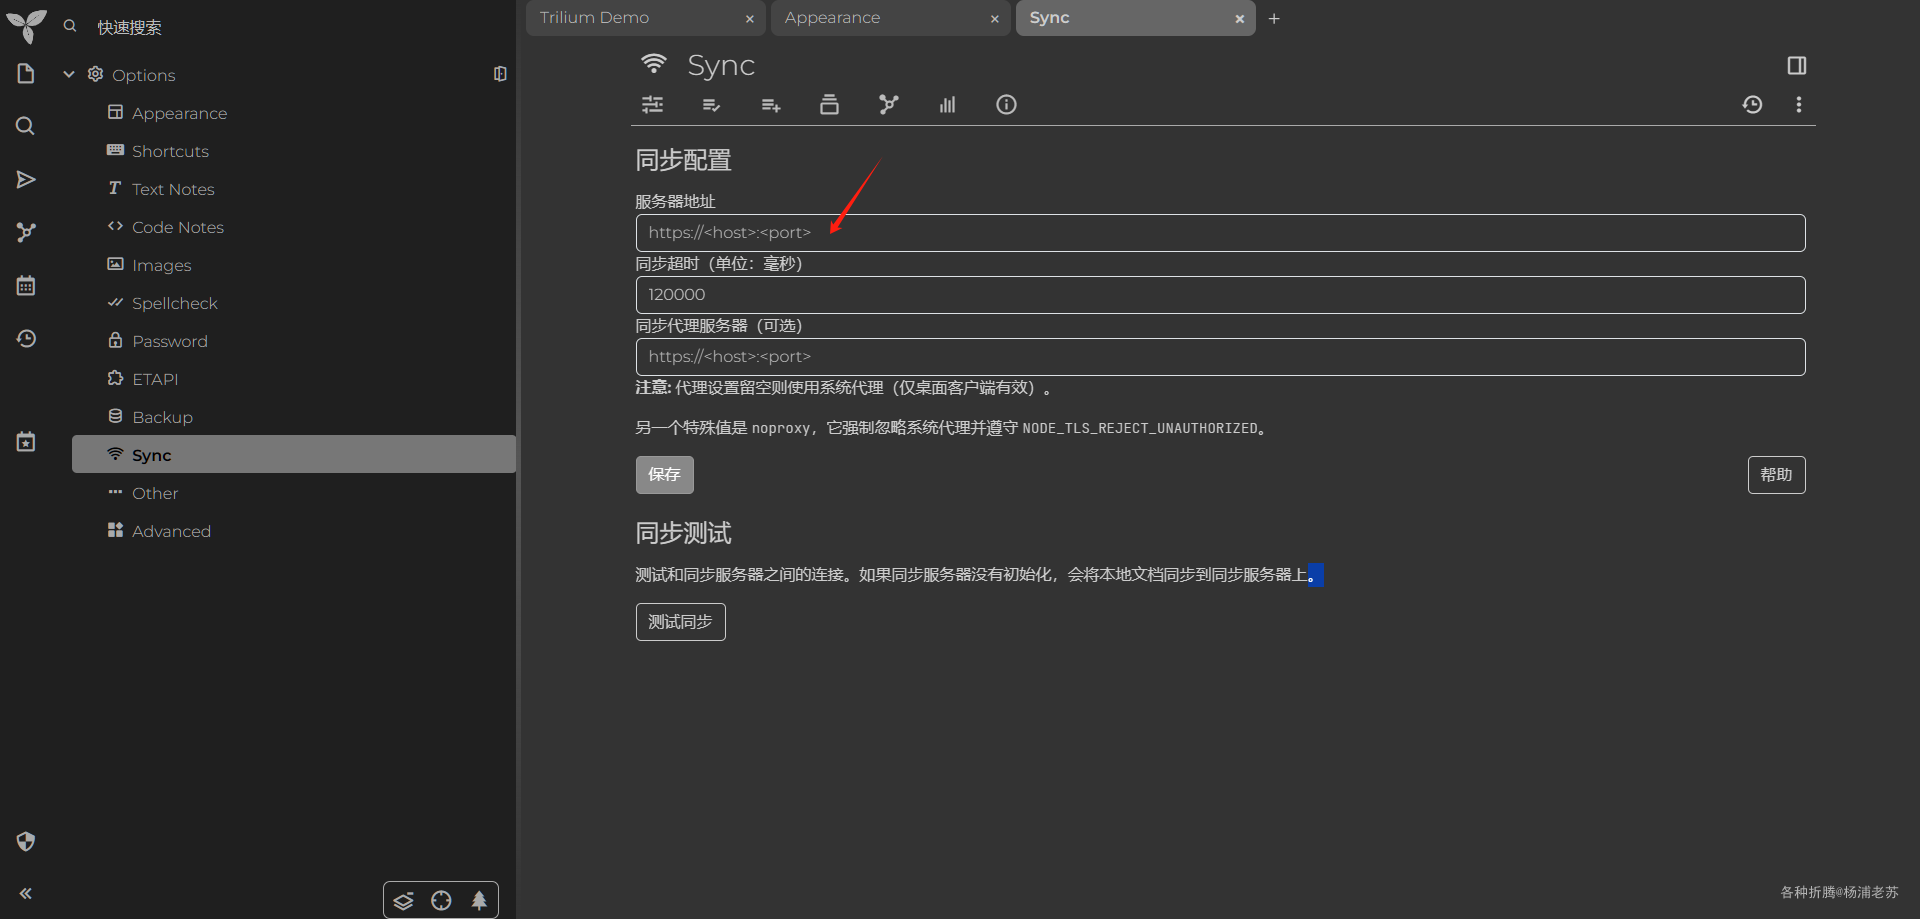 快速搜索
Options
Appearance
Shortcuts
Text Notes
Code Notes
Images
Spellcheck
Password
ETAPI
Backup
Sync
Other
Advanced
Trilium Demo
Appearance
Sync
Sync
同步配置
服务器地址
https://<host>:<port>
同步超时（单位：毫秒）
120000
同步代理服务器（可选）
https://<host>:<port>
注意: 代理设置留空则使用系统代理（仅桌面客户端有效）。
另一个特殊值是 noproxy，它强制忽略系统代理并遵守 NODE_TLS_REJECT_UNAUTHORIZED。
保存
帮助
同步测试
测试和同步服务器之间的连接。如果同步服务器没有初始化，会将本地文档同步到同步服务器上。
测试同步
各种折腾@杨浦老苏